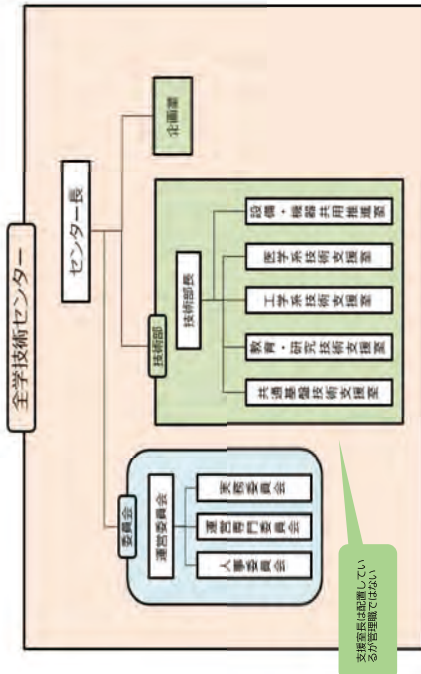 全学技術センター
センター長
企画室
委員会
運営委員会
人事委員会
運営専門委員会
実務委員会
技術部
技術部長
共通基盤技術支援室
教育・研究技術支援室
工学系技術支援室
医学系技術支援室
設備・機器共用推進室
支援室長は配置してい
るが管理職ではない